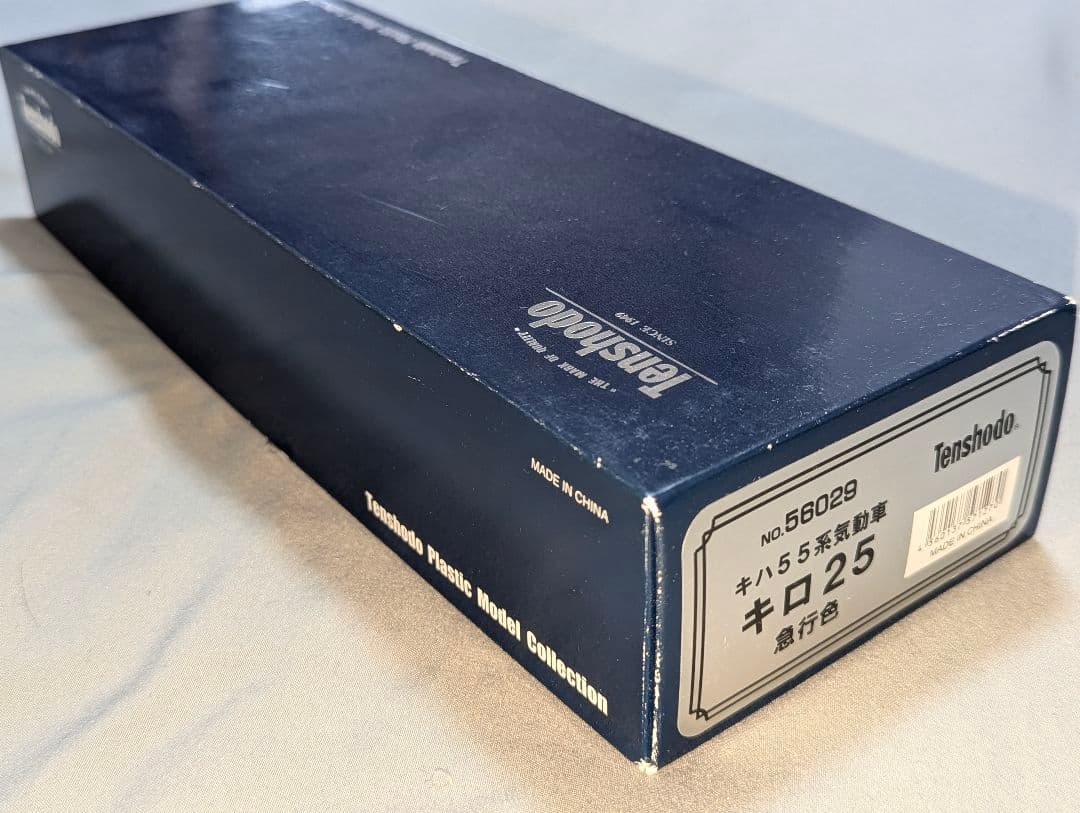 Tenshodo
Tenshodo
SINCE 1949
* THE MARK OF QUALITY *
MADE IN CHINA
Tenshodo Plastic Model Collection
Tenshodo
NO.56029
キハ55系気動車
キロ25
急行色
MADE IN CHINA